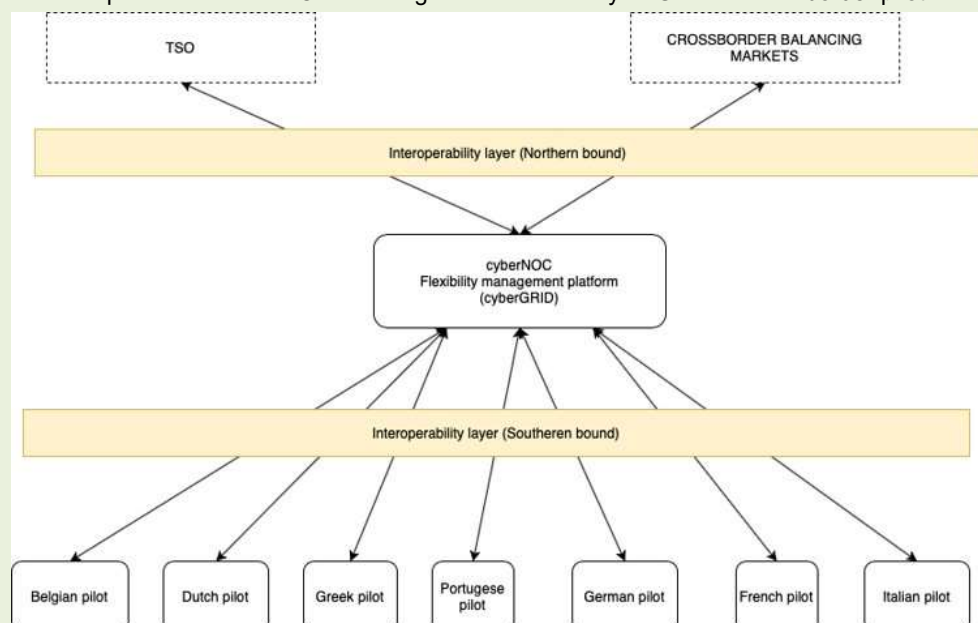 TSO
CROSSBORDER BALANCING
MARKETS
Interoperability layer (Northern bound)
cyberNOC
Flexibility management platform
(cyberGRID)
Interoperability layer (Southeren bound)
Belgian pilot
Dutch pilot
Greek pilot
Portugese
pilot
German pilot
French pilot
Italian pilot